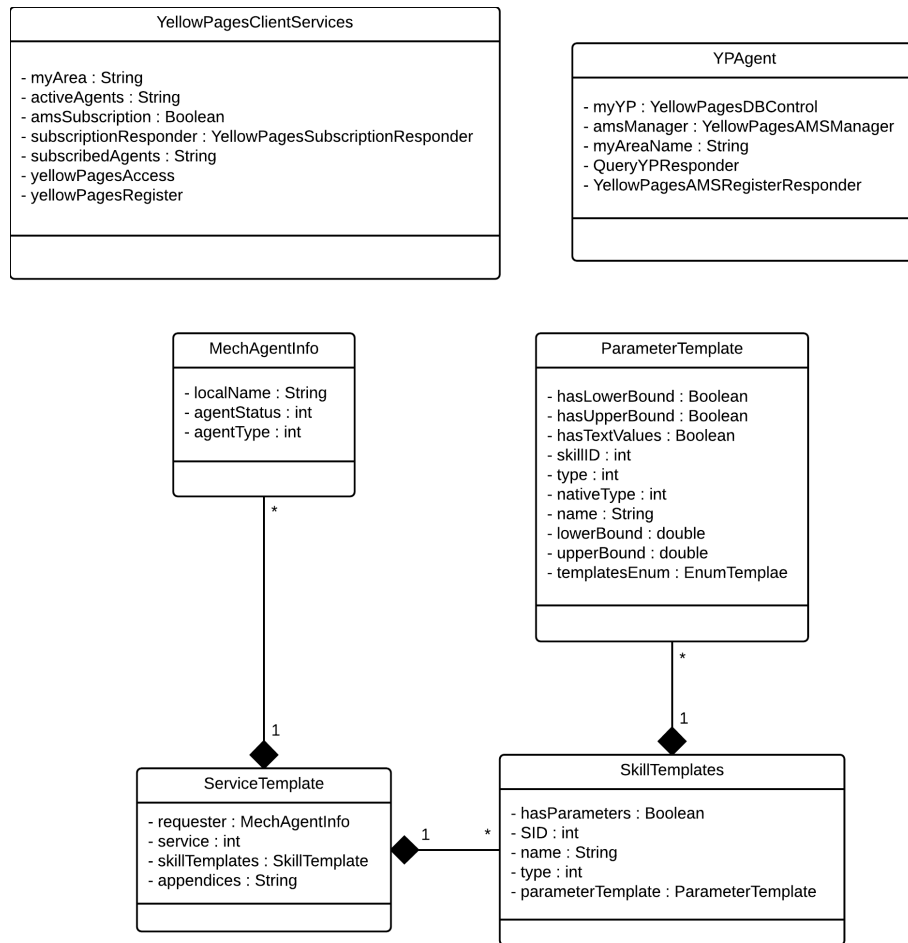 YellowPagesClientServices
- myArea : String
- activeAgents : String
- amsSubscription : Boolean
- subscriptionResponder : YellowPagesSubscriptionResponder
- subscribedAgents : String
- yellowPagesAccess
- yellowPagesRegister
YPAgent
- myYP : YellowPagesDBControl
- amsManager : YellowPagesAMSManager
- myAreaName : String
- QueryYPResponder
- YellowPagesAMSRegisterResponder
MechAgentInfo
- localName : String
- agentStatus : int
- agentType : int
*
1
ParameterTemplate
- hasLowerBound : Boolean
- hasUpperBound : Boolean
- hasTextValues : Boolean
- skillID : int
- type : int
- nativeType : int
- name : String
- lowerBound : double
- upperBound : double
- templatesEnum : EnumTemplae
*
1
ServiceTemplate
- requester : MechAgentInfo
- service : int
- skillTemplates : SkillTemplate
- appendices : String
1 *
SkillTemplates
- hasParameters : Boolean
- SID : int
- name : String
- type : int
- parameterTemplate : ParameterTemplate